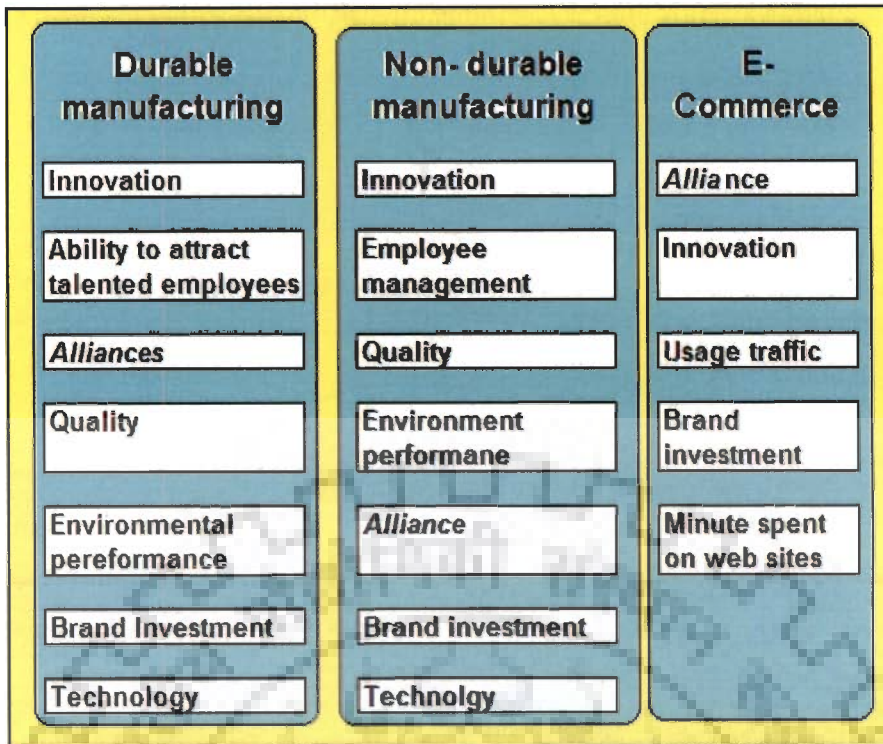 Durable
manufacturing
Innovation
Ability to attract
talented employees
Alliances
Quality
Environmental
pereformance
Brand Investment
Technology
Non- durable
manufacturing
Innovation
Employee
management
Quality
Environment
performane
Alliance
Brand investment
Technolgy
E-
Commerce
Alliance
Innovation
Usage traffic
Brand
investment
Minute spent
on web sites